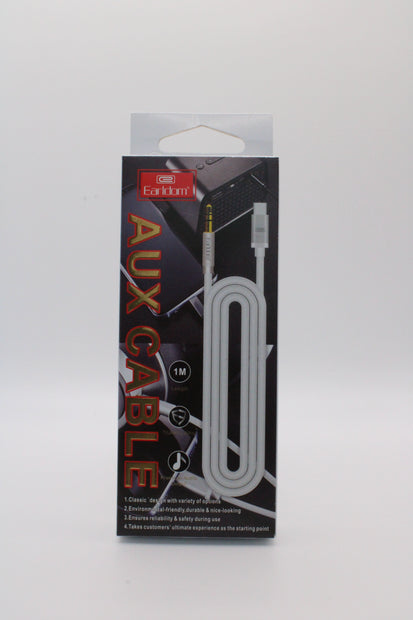 Earldom
AUX CABLE
1M
Length
1.Classic design with variety of options
2.Environmental-friendly,durable & nice-looking
3.Ensures reliability & safety during use
4.Takes customers' ultimate experience as the starting point